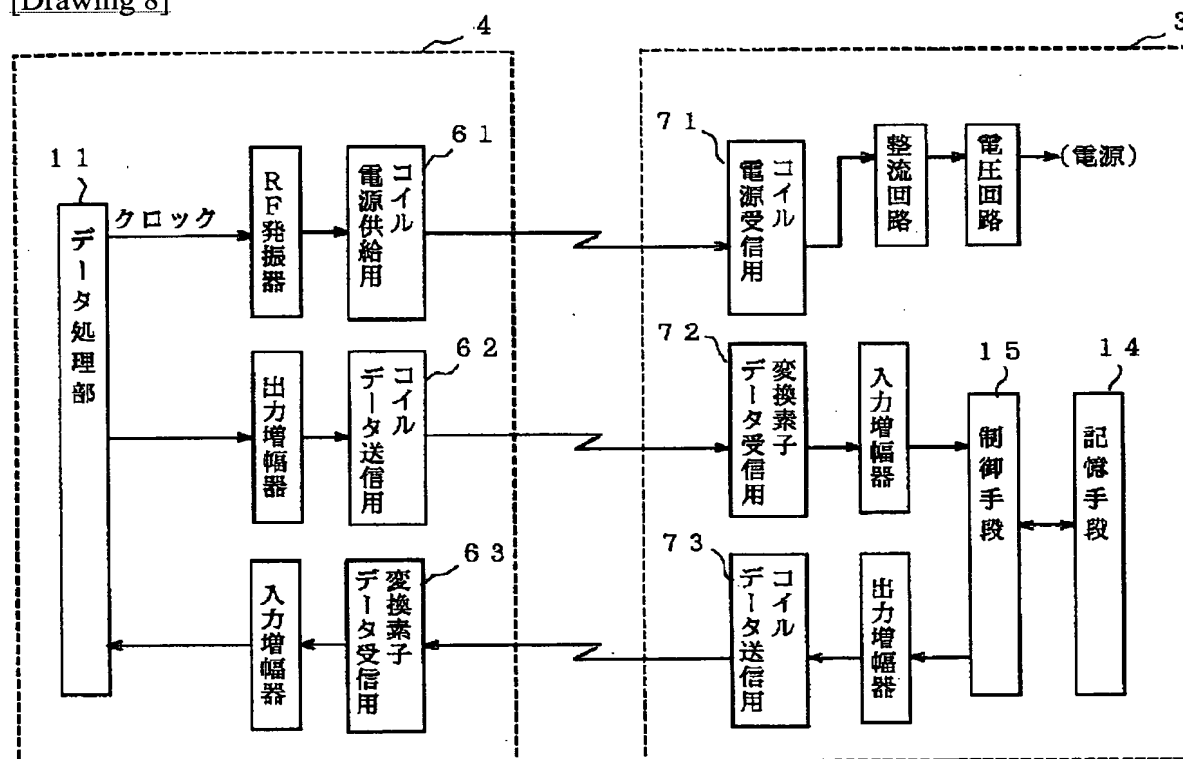 [Drawing 8]
4
3
11
データ処理部
クロック
RF発振器
61
コイル
電源供給用
71
コイル
電源受信用
整流回路
電圧回路
(電源)
出力増幅器
62
コイル
データ送信用
72
変換素子
データ受信用
入力増幅器
15
制御手段
14
記憶手段
入力増幅器
63
変換素子
データ受信用
73
コイル
データ送信用
出力増幅器